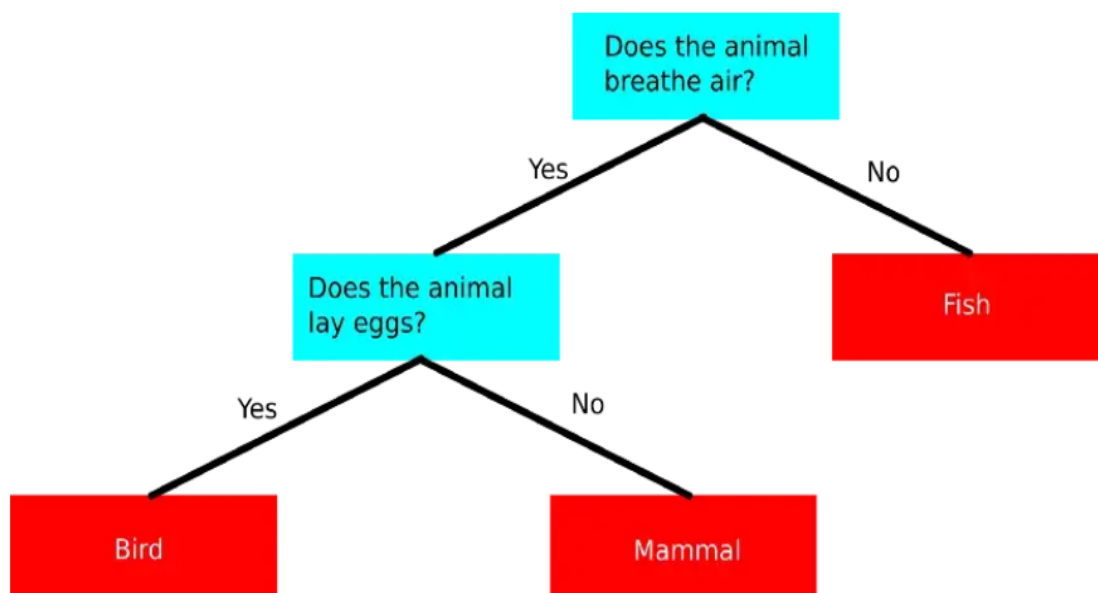 Does the animal
breathe air?
Yes
No
Does the animal
lay eggs?
Fish
Yes
No
Bird
Mammal